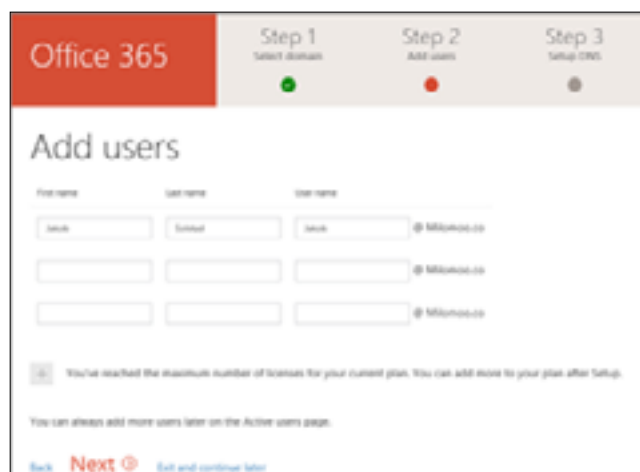 Office 365
Step 1
Select domain
Step 2
Add users
Step 3
Setup DNS
Add users
First name
Last name
User name
Jakob
Jakob
@ Milomoo.co
@ Milomoo.co
@ Milomoo.co
You've reached the maximum number of licenses for your current plan. You can add more to your plan after Setup.
You can always add more users later on the Active users page.
Back
Next
Exit and continue later